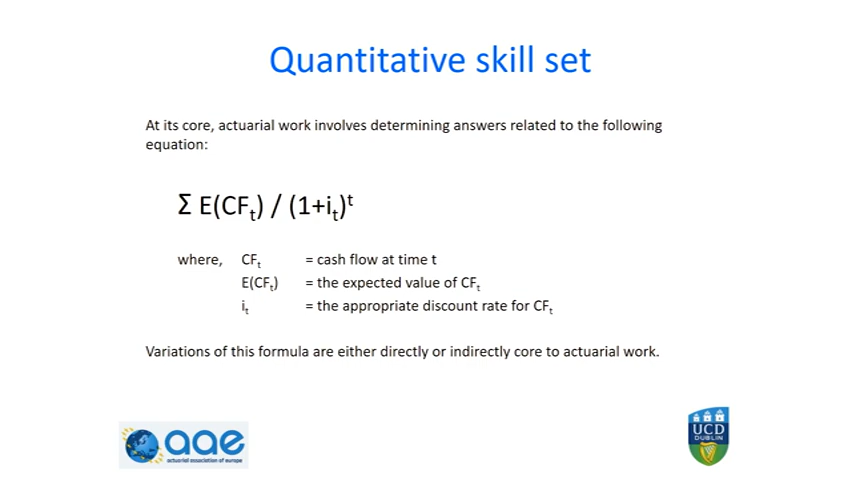 Quantitative skill set
At its core, actuarial work involves determining answers related to the following
equation:
Σ E(CFₜ) / (1+iₜ)ᵗ
where, CFₜ = cash flow at time t
E(CFₜ) = the expected value of CFₜ
iₜ = the appropriate discount rate for CFₜ
Variations of this formula are either directly or indirectly core to actuarial work.
aae
actuarial association of europe
UCD
DUBLIN